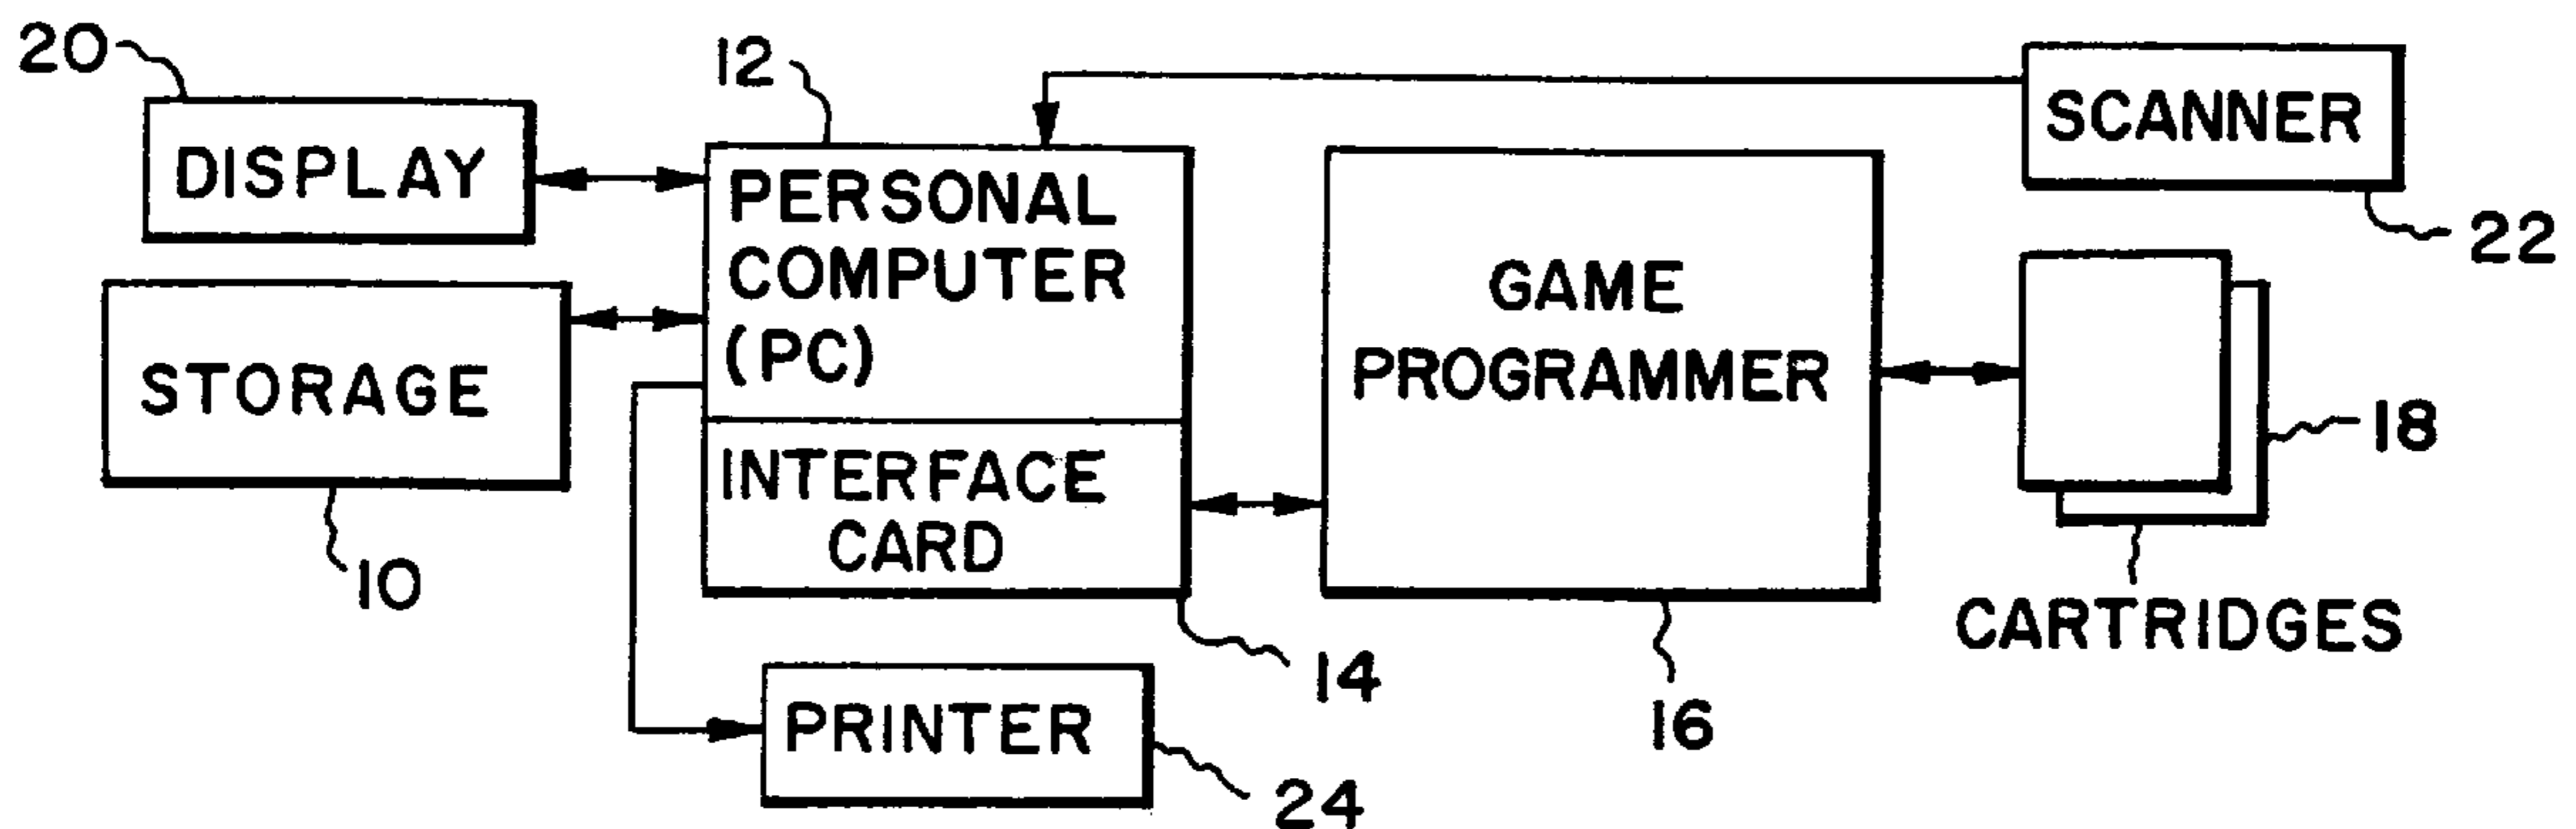 20
DISPLAY
12
SCANNER
22
PERSONAL
COMPUTER
(PC)
STORAGE
10
INTERFACE
CARD
14
GAME
PROGRAMMER
16
18
CARTRIDGES
PRINTER
24